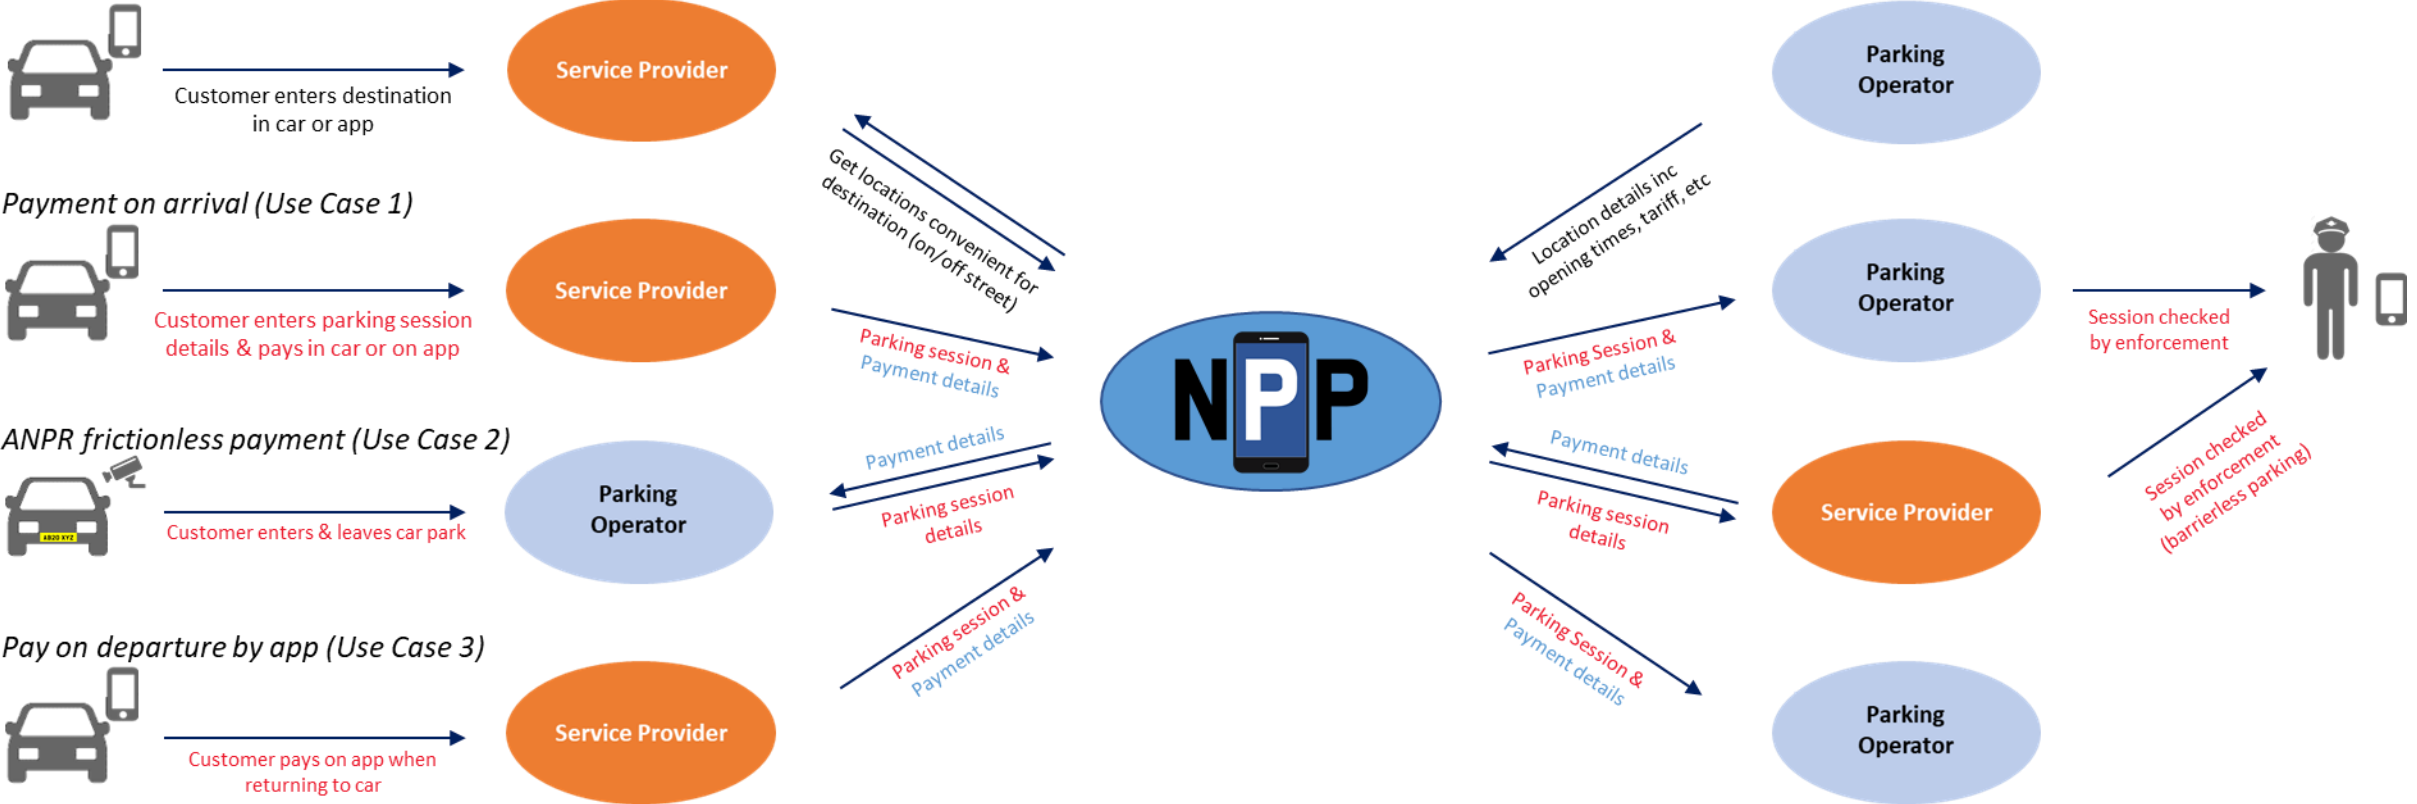 Customer enters destination
in car or app
Service Provider
Get locations convenient for
destination (on/off street)
Location details inc
opening times, tariff, etc
Parking
Operator
Payment on arrival (Use Case 1)
Customer enters parking session
details & pays in car or on app
Service Provider
Parking session &
Payment details
NPP
Parking Session &
Payment details
Parking
Operator
Session checked
by enforcement
ANPR frictionless payment (Use Case 2)
AB20 XYZ
Customer enters & leaves car park
Parking
Operator
Payment details
Parking session
details
Payment details
Parking session
details
Service Provider
Session checked
by enforcement
(barrierless parking)
Pay on departure by app (Use Case 3)
Customer pays on app when
returning to car
Service Provider
Parking session &
Payment details
Parking Session &
Payment details
Parking
Operator